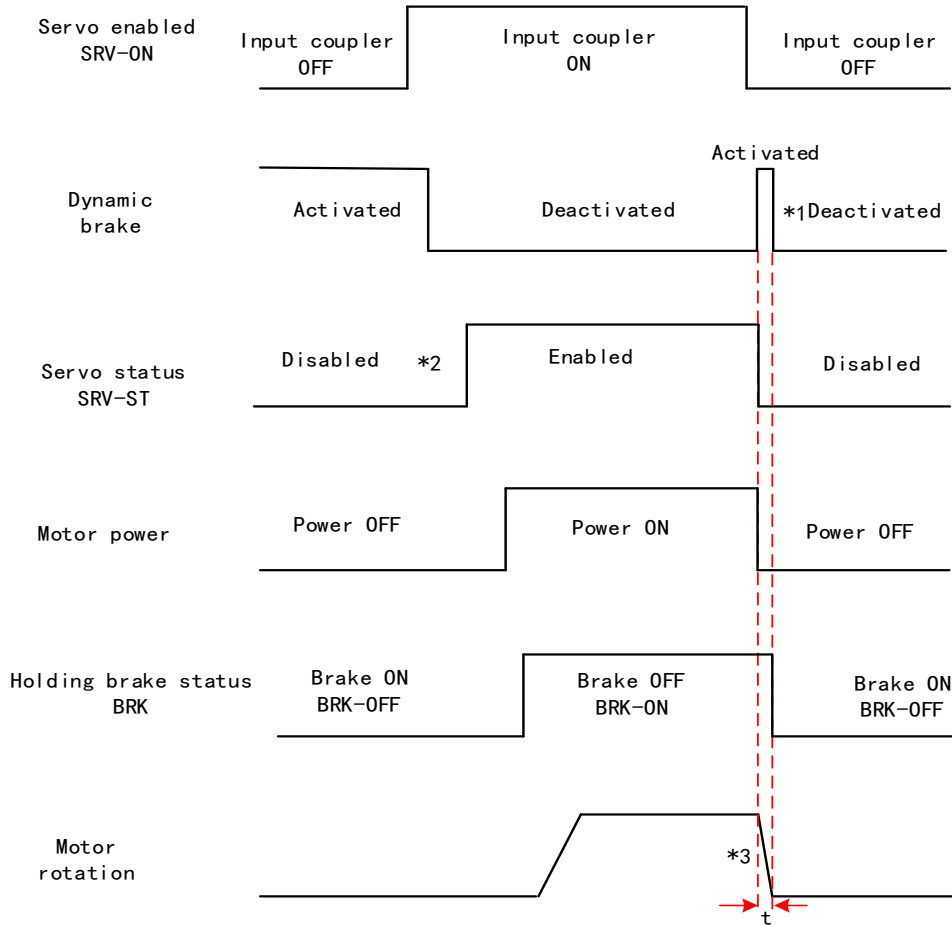 Servo enabled
SRV-ON
Input coupler
OFF
Input coupler
ON
Input coupler
OFF
Dynamic
brake
Activated
Deactivated
Activated
*1Deactivated
Servo status
SRV-ST
Disabled *2
Enabled
Disabled
Motor power
Power OFF
Power ON
Power OFF
Holding brake status
BRK
Brake ON
BRK-OFF
Brake OFF
BRK-ON
Brake ON
BRK-OFF
Motor
rotation
*3
t